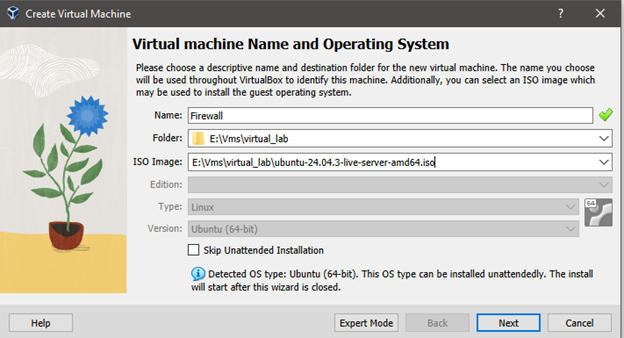 Create Virtual Machine
?
Virtual machine Name and Operating System
Please choose a descriptive name and destination folder for the new virtual machine. The name you choose
will be used throughout VirtualBox to identify this machine. Additionally, you can select an ISO image which
may be used to install the guest operating system.
Name: Firewall
Folder: E:\Vms\virtual_lab
ISO Image: E:\Vms\virtual_lab\ubuntu-24.04.3-live-server-amd64.iso
Edition:
Type: Linux
64
Version: Ubuntu (64-bit)
Skip Unattended Installation
Detected OS type: Ubuntu (64-bit). This OS type can be installed unattendedly. The install
will start after this wizard is closed.
Help Expert Mode Back Next Cancel